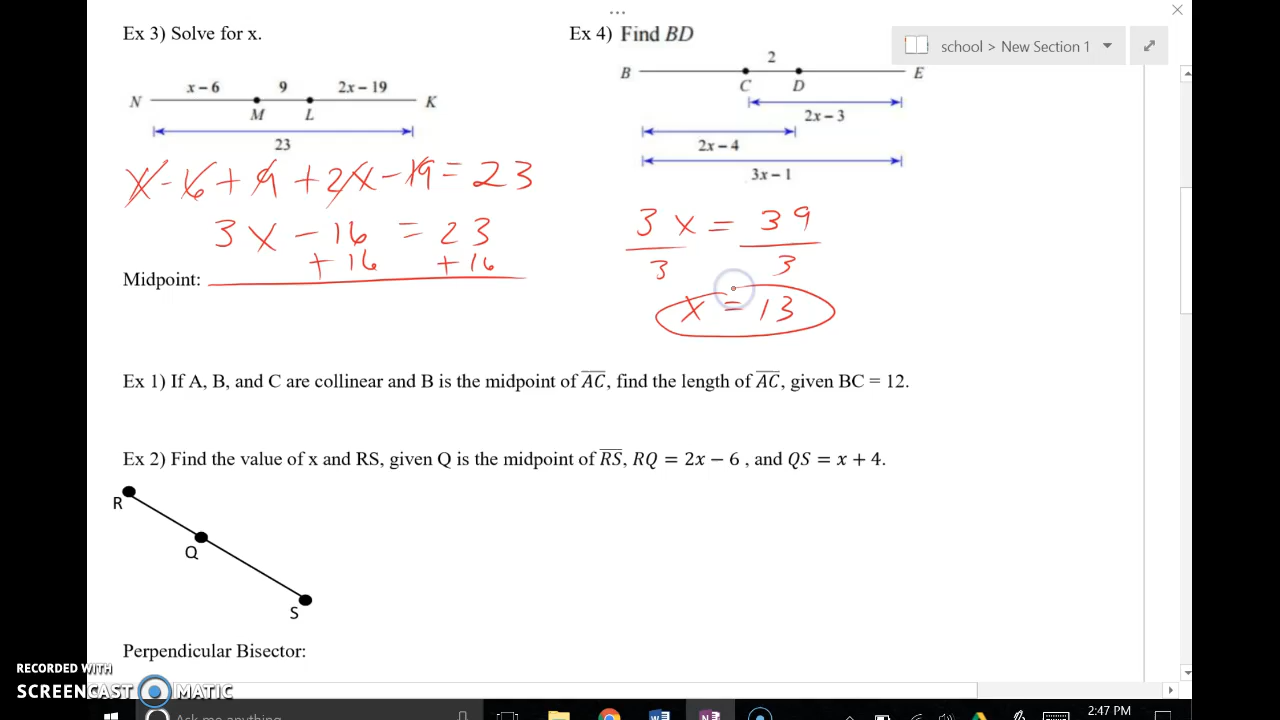 ...
Ex 3) Solve for x.
Ex 4) Find BD
school > New Section 1
x – 6 9 2x – 19
N M L K
23
2
B C D E
2x – 3
2x – 4
3x – 1
x - 6 + 9 + 2x - 19 = 23
3x - 16 = 23
+ 16 + 16
3x = 39
3 3
x = 13
Midpoint:
Ex 1) If A, B, and C are collinear and B is the midpoint of A̅C̅, find the length of A̅C̅, given BC = 12.
Ex 2) Find the value of x and RS, given Q is the midpoint of R̅S̅, RQ = 2x − 6 , and QS = x + 4.
R
Q
S
Perpendicular Bisector:
RECORDED WITH
SCREENCAST MATIC
Ask me anything
2:47 PM